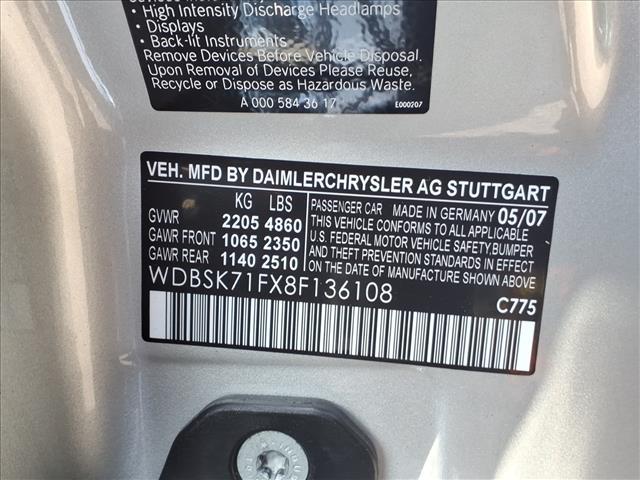 • High Intensity Discharge Headlamps
• Displays
• Back-lit Instruments
Remove Devices Before Vehicle Disposal.
Upon Removal of Devices Please Reuse,
Recycle or Dispose as Hazardous Waste.
A 000 584 36 17 E000207
VEH. MFD BY DAIMLERCHRYSLER AG STUTTGART
KG LBS
GVWR 2205 4860
GAWR FRONT 1065 2350
GAWR REAR 1140 2510
PASSENGER CAR MADE IN GERMANY 05/07
THIS VEHICLE CONFORMS TO ALL APPLICABLE
U.S. FEDERAL MOTOR VEHICLE SAFETY,BUMPER
AND THEFT PREVENTION STANDARDS IN EFFECT
ON THE DATE OF MANUFACTURE SHOWN ABOVE.
WDBSK71FX8F136108
C775